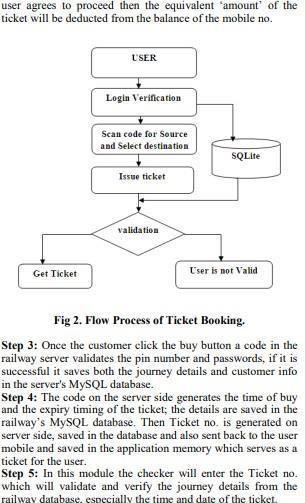 user agrees to proceed then the equivalent 'amount' of the
ticket will be deducted from the balance of the mobile no.
USER
Login Verification
Scan code for Source
and Select destination
SQLite
Issue ticket
validation
Get Ticket
User is not Valid
Fig 2. Flow Process of Ticket Booking.
Step 3: Once the customer click the buy button a code in the
railway server validates the pin number and passwords, if it is
successful it saves both the journey details and customer info
in the server's MySQL database.
Step 4: The code on the server side generates the time of buy
and the expiry timing of the ticket; the details are saved in the
railway's MySQL database. Then Ticket no. is generated on
server side, saved in the database and also sent back to the user
mobile and saved in the application memory which serves as a
ticket for the user.
Step 5: In this module the checker will enter the Ticket no.
which will validate and verify the journey details from the
railway database, especially the time and date of the ticket.